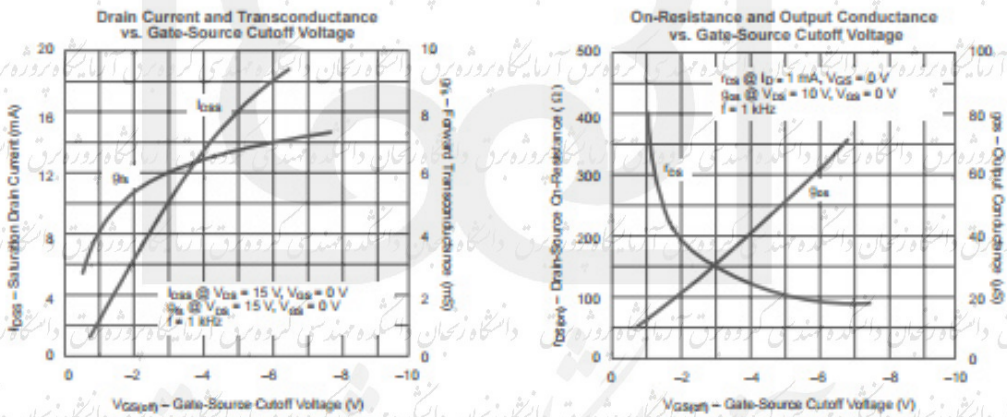 Drain Current and Transconductance
vs. Gate-Source Cutoff Voltage
20
16
12
8
4
0
IDSS – Saturation Drain Current (mA)
10
8
6
4
2
0
gfs – Forward Transconductance (mS)
IDSS
gfs
IDSS @ VDS = 15 V, VGS = 0 V
gfs @ VDS = 15 V, VGS = 0 V
f = 1 kHz
0 –2 –4 –6 –8 –10
VGS(off) – Gate-Source Cutoff Voltage (V)
On-Resistance and Output Conductance
vs. Gate-Source Cutoff Voltage
500
400
300
200
100
0
rDS(on) – Drain-Source On-Resistance ( Ω )
100
80
60
40
20
0
gos – Output Conductance (µS)
rDS @ ID = 1 mA, VGS = 0 V
gos @ VDS = 10 V, VGS = 0 V
f = 1 kHz
rDS
gos
0 –2 –4 –6 –8 –10
VGS(off) – Gate-Source Cutoff Voltage (V)